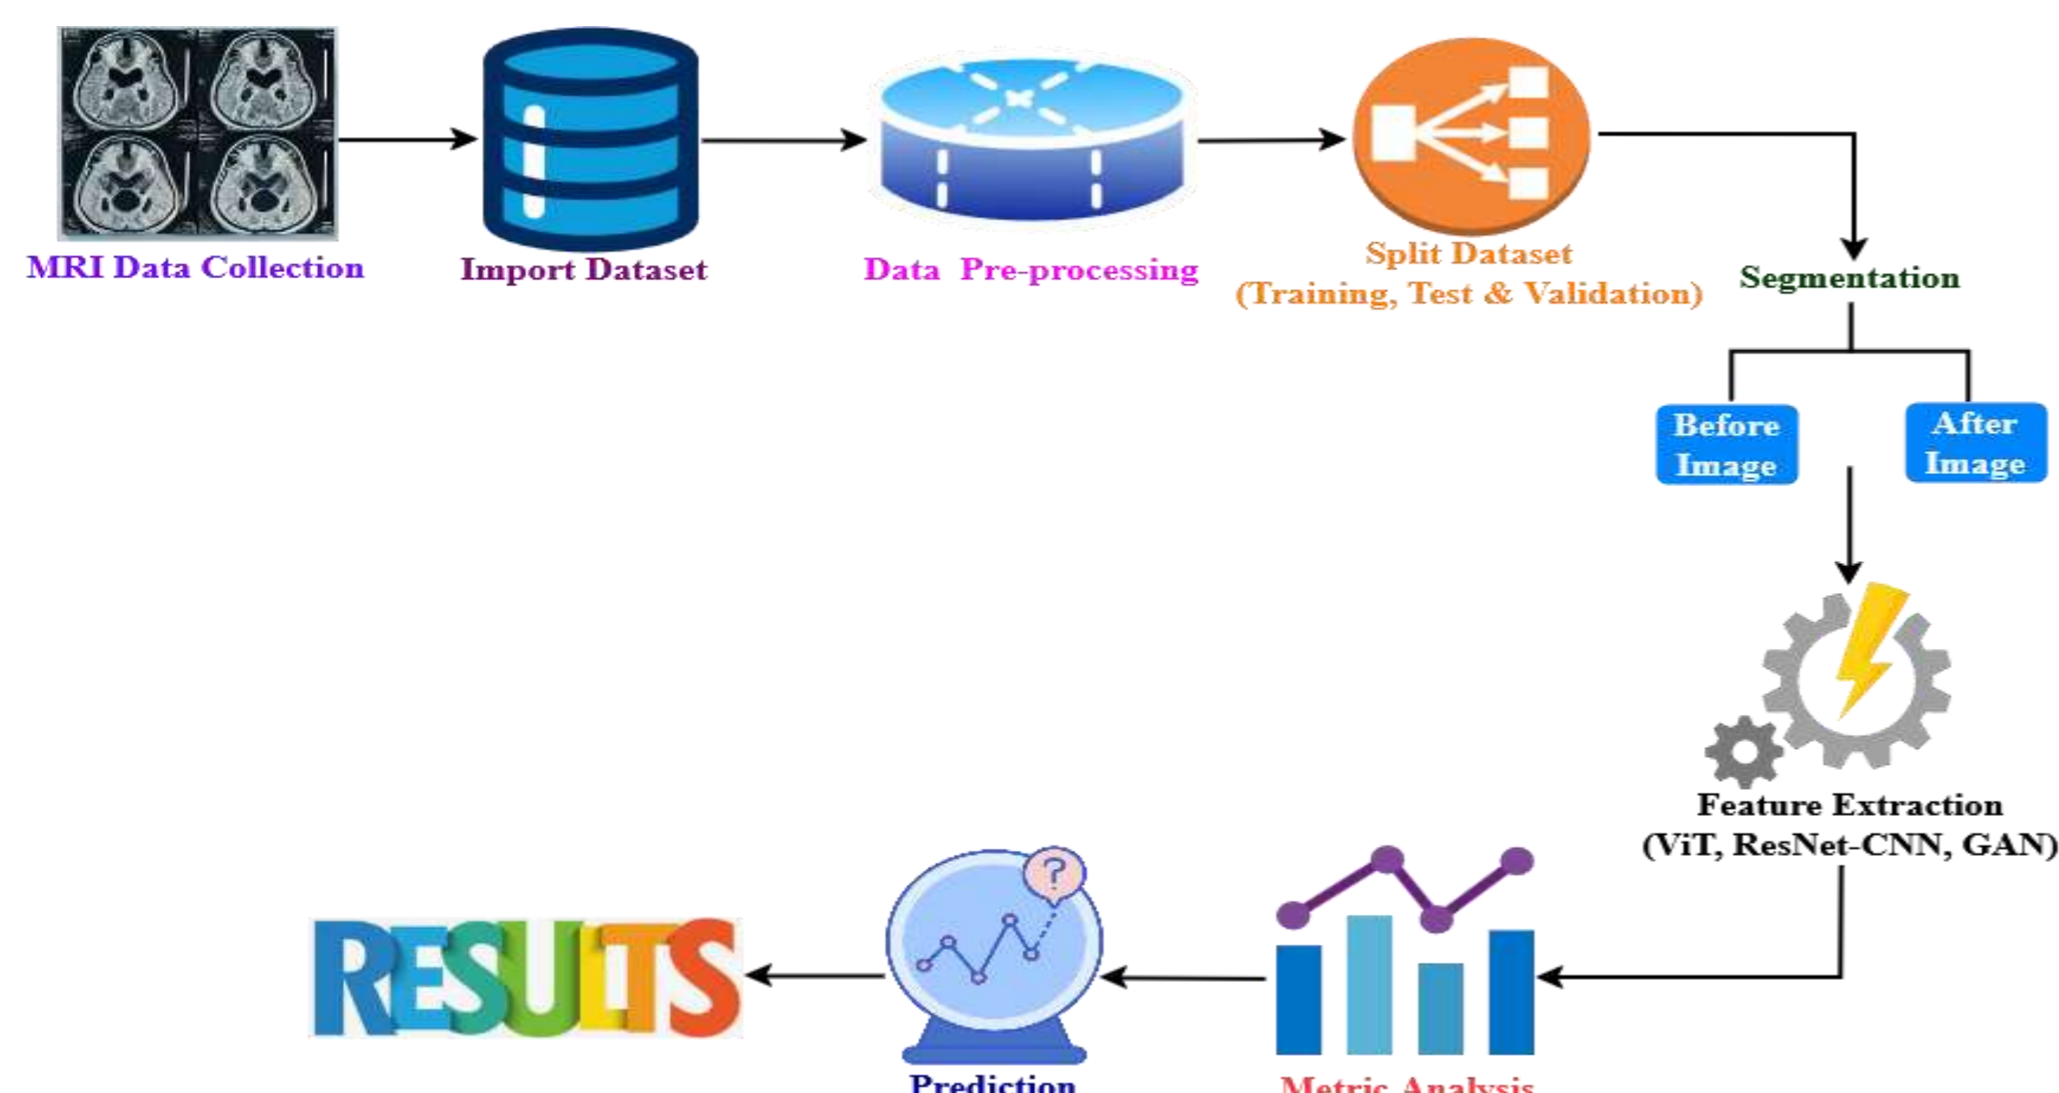 MRI Data Collection
Import Dataset
Data Pre-processing
Split Dataset
(Training, Test & Validation)
Segmentation
Before
Image
After
Image
Feature Extraction
(ViT, ResNet-CNN, GAN)
?
RESULTS
Prediction
Metric Analysis